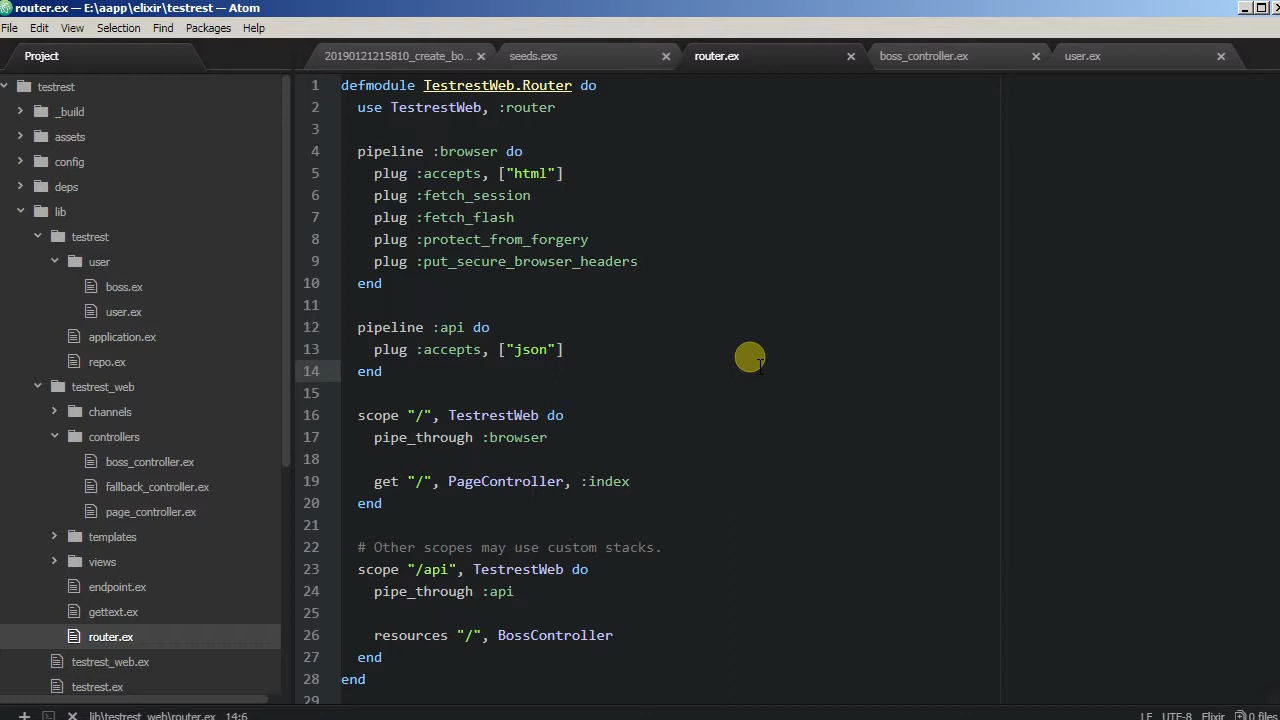 router.ex — E:\aapp\elixir\testrest — Atom
File Edit View Selection Find Packages Help
Project
20190121215810_create_bo...
seeds.exs
router.ex
boss_controller.ex
user.ex
testrest
_build
assets
config
deps
lib
testrest
user
boss.ex
user.ex
application.ex
repo.ex
testrest_web
channels
controllers
boss_controller.ex
fallback_controller.ex
page_controller.ex
templates
views
endpoint.ex
gettext.ex
router.ex
testrest_web.ex
testrest.ex
1 defmodule TestrestWeb.Router do
2 use TestrestWeb, :router
3
4 pipeline :browser do
5 plug :accepts, ["html"]
6 plug :fetch_session
7 plug :fetch_flash
8 plug :protect_from_forgery
9 plug :put_secure_browser_headers
10 end
11
12 pipeline :api do
13 plug :accepts, ["json"]
14 end
15
16 scope "/", TestrestWeb do
17 pipe_through :browser
18
19 get "/", PageController, :index
20 end
21
22 # Other scopes may use custom stacks.
23 scope "/api", TestrestWeb do
24 pipe_through :api
25
26 resources "/", BossController
27 end
28 end
29
lib\testrest_web\router.ex 14:6
LF UTF-8 Elixir 0 files